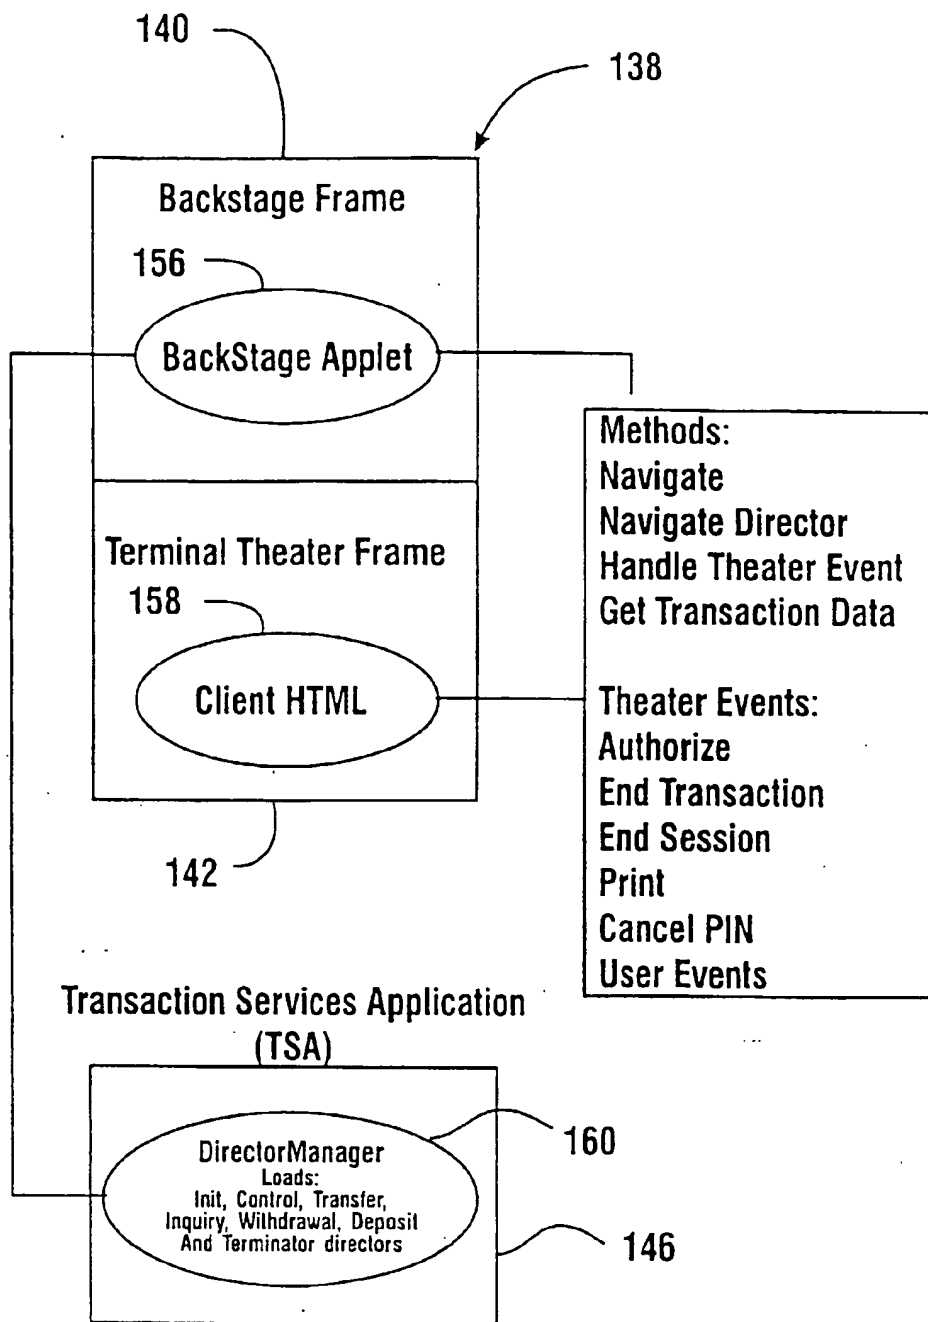 140
138
Backstage Frame
156
BackStage Applet
Methods:
Navigate
Navigate Director
Handle Theater Event
Get Transaction Data
Terminal Theater Frame
158
Client HTML
Theater Events:
Authorize
End Transaction
End Session
Print
Cancel PIN
User Events
142
Transaction Services Application
(TSA)
160
DirectorManager
Loads:
Init, Control, Transfer,
Inquiry, Withdrawal, Deposit
And Terminator directors
146